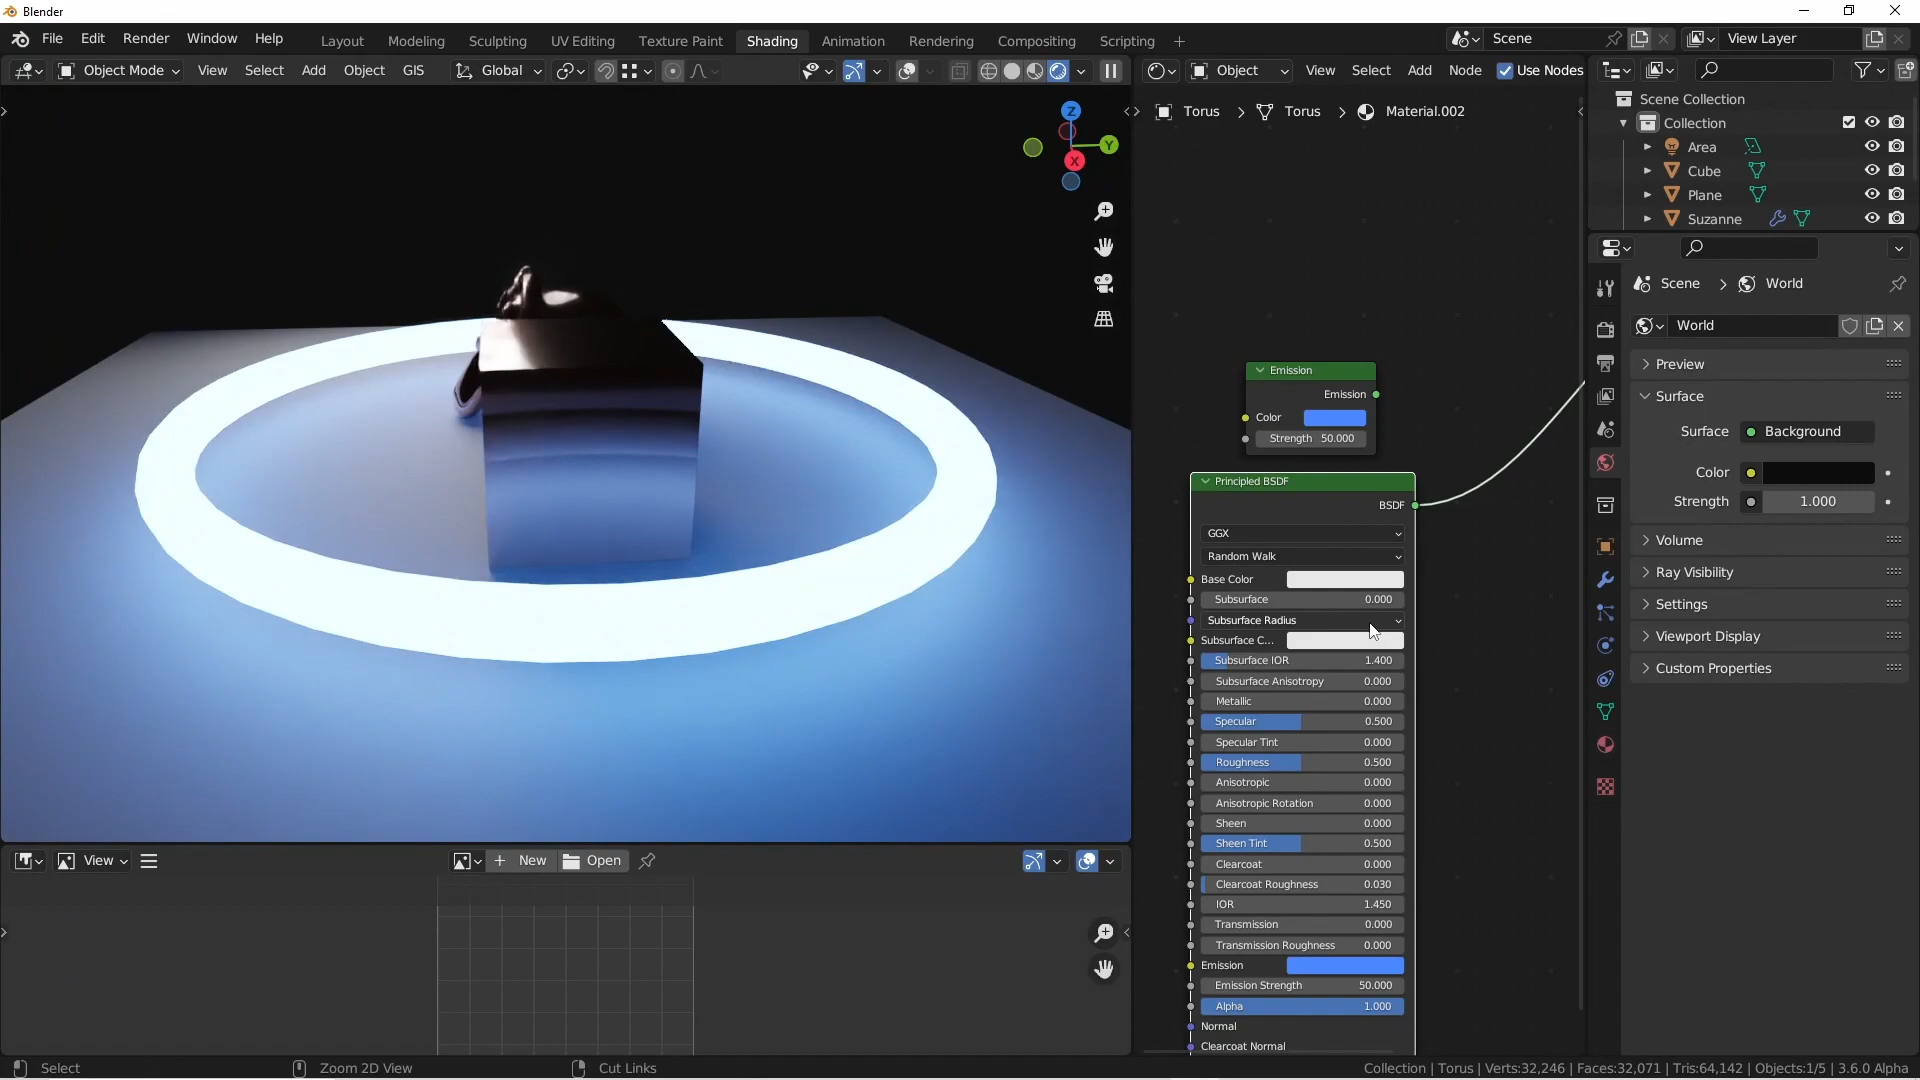 Blender
File Edit Render Window Help Layout Modeling Sculpting UV Editing Texture Paint Shading Animation Rendering Compositing Scripting + Scene View Layer
Object Mode View Select Add Object GIS Global
Object View Select Add Node Use Nodes
Z
Y
X
Torus > Torus > Material.002
Emission
Emission
Color
Strength 50.000
Principled BSDF
BSDF
GGX
Random Walk
Base Color
Subsurface 0.000
Subsurface Radius
Subsurface C...
Subsurface IOR 1.400
Subsurface Anisotropy 0.000
Metallic 0.000
Specular 0.500
Specular Tint 0.000
Roughness 0.500
Anisotropic 0.000
Anisotropic Rotation 0.000
Sheen 0.000
Sheen Tint 0.500
Clearcoat 0.000
Clearcoat Roughness 0.030
IOR 1.450
Transmission 0.000
Transmission Roughness 0.000
Emission
Emission Strength 50.000
Alpha 1.000
Normal
Clearcoat Normal
Scene Collection
Collection
Area
Cube
Plane
Suzanne
Scene > World
World
Preview
Surface
Surface Background
Color
Strength 1.000
Volume
Ray Visibility
Settings
Viewport Display
Custom Properties
View + New Open
Select Zoom 2D View Cut Links Collection | Torus | Verts:32,246 | Faces:32,071 | Tris:64,142 | Objects:1/5 | 3.6.0 Alpha